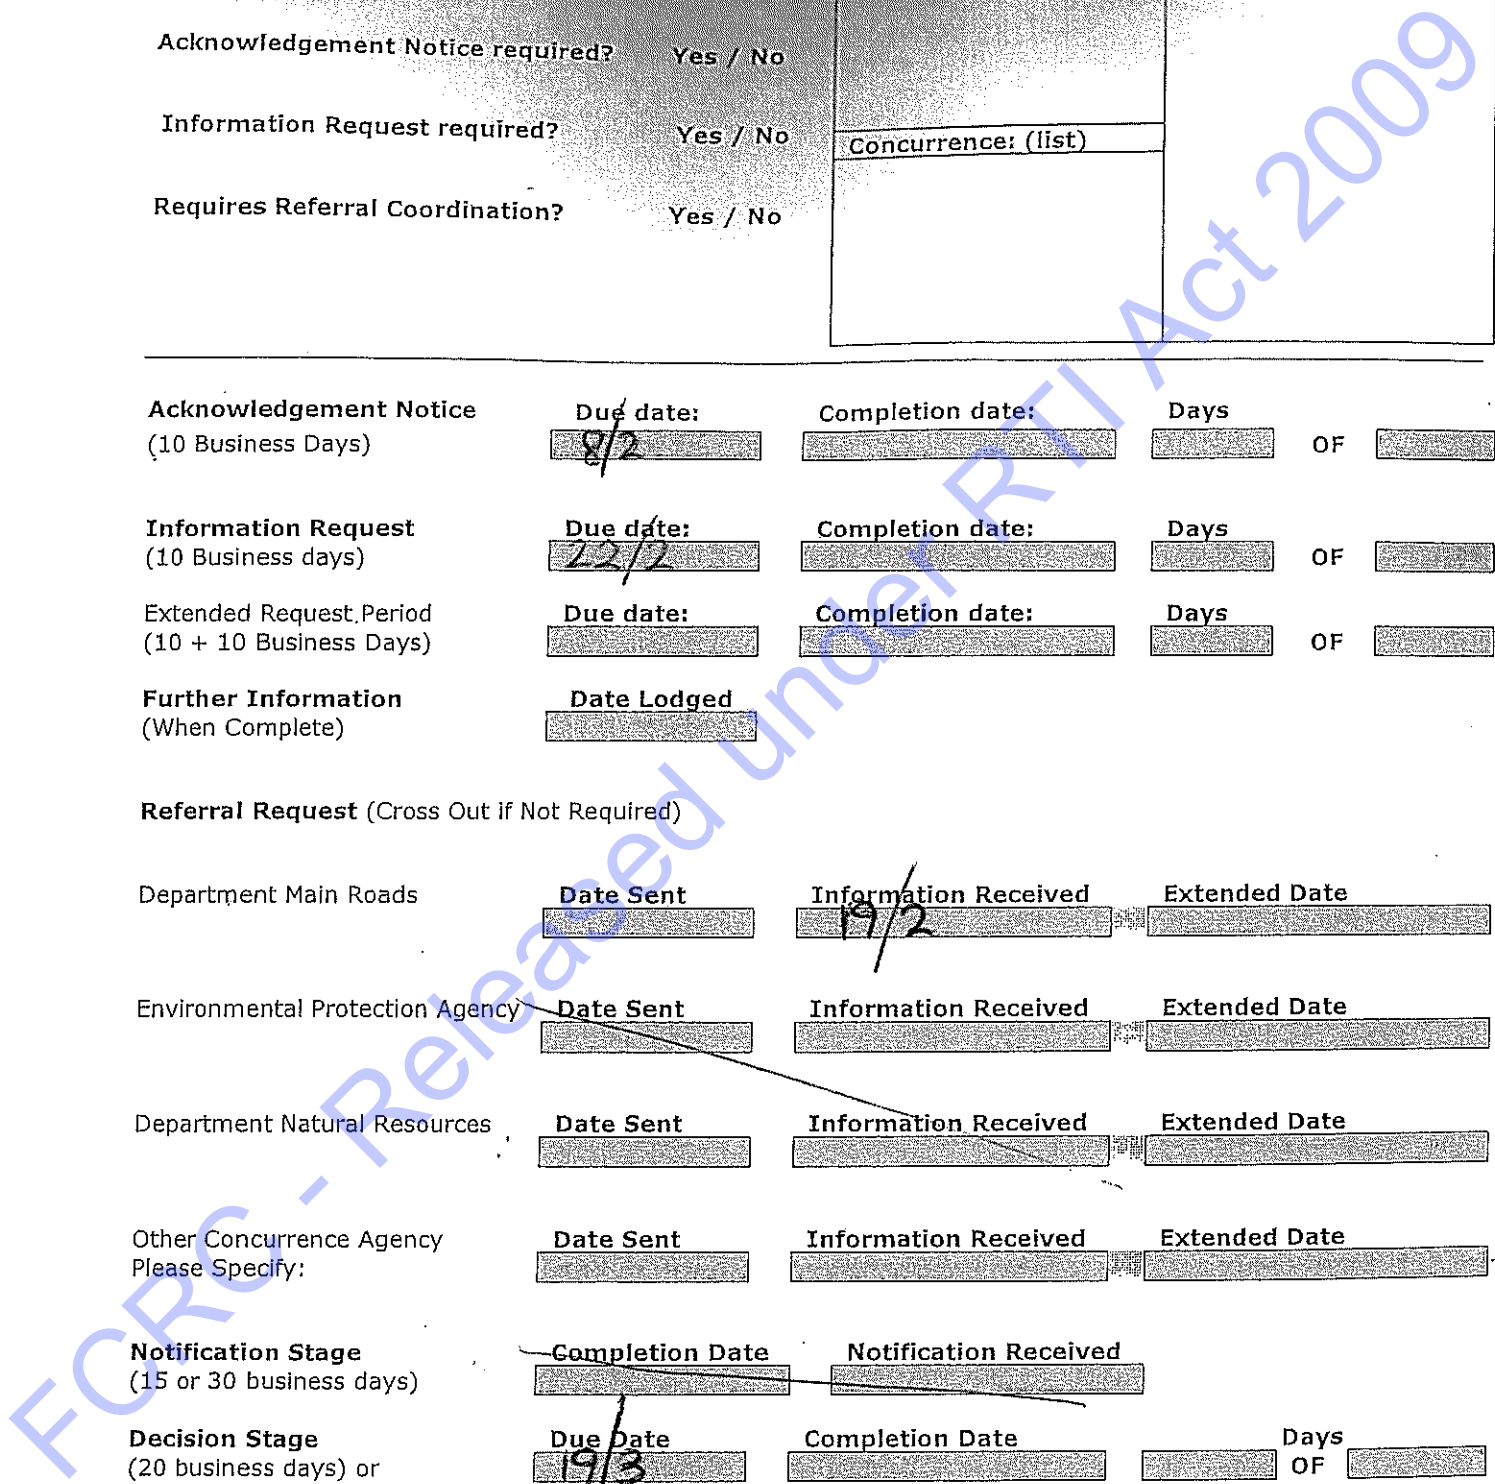 Acknowledgement Notice required? Yes / No
Information Request required? Yes / No
Concurrence: (list)
Requires Referral Coordination? Yes / No
Acknowledgement Notice Due date: Completion date: Days
(10 Business Days) 8/2 OF
Information Request Due date: Completion date: Days
(10 Business days) 22/2 OF
Extended Request Period Due date: Completion date: Days
(10 + 10 Business Days) OF
Further Information Date Lodged
(When Complete)
Referral Request (Cross Out if Not Required)
Department Main Roads Date Sent Information Received Extended Date
19/2
Environmental Protection Agency Date Sent Information Received Extended Date
Department Natural Resources Date Sent Information Received Extended Date
Other Concurrence Agency Date Sent Information Received Extended Date
Please Specify:
Notification Stage Completion Date Notification Received
(15 or 30 business days)
Decision Stage Due Date Completion Date Days
(20 business days) or 19/3 OF
FCRC - Released under RTI Act 2009